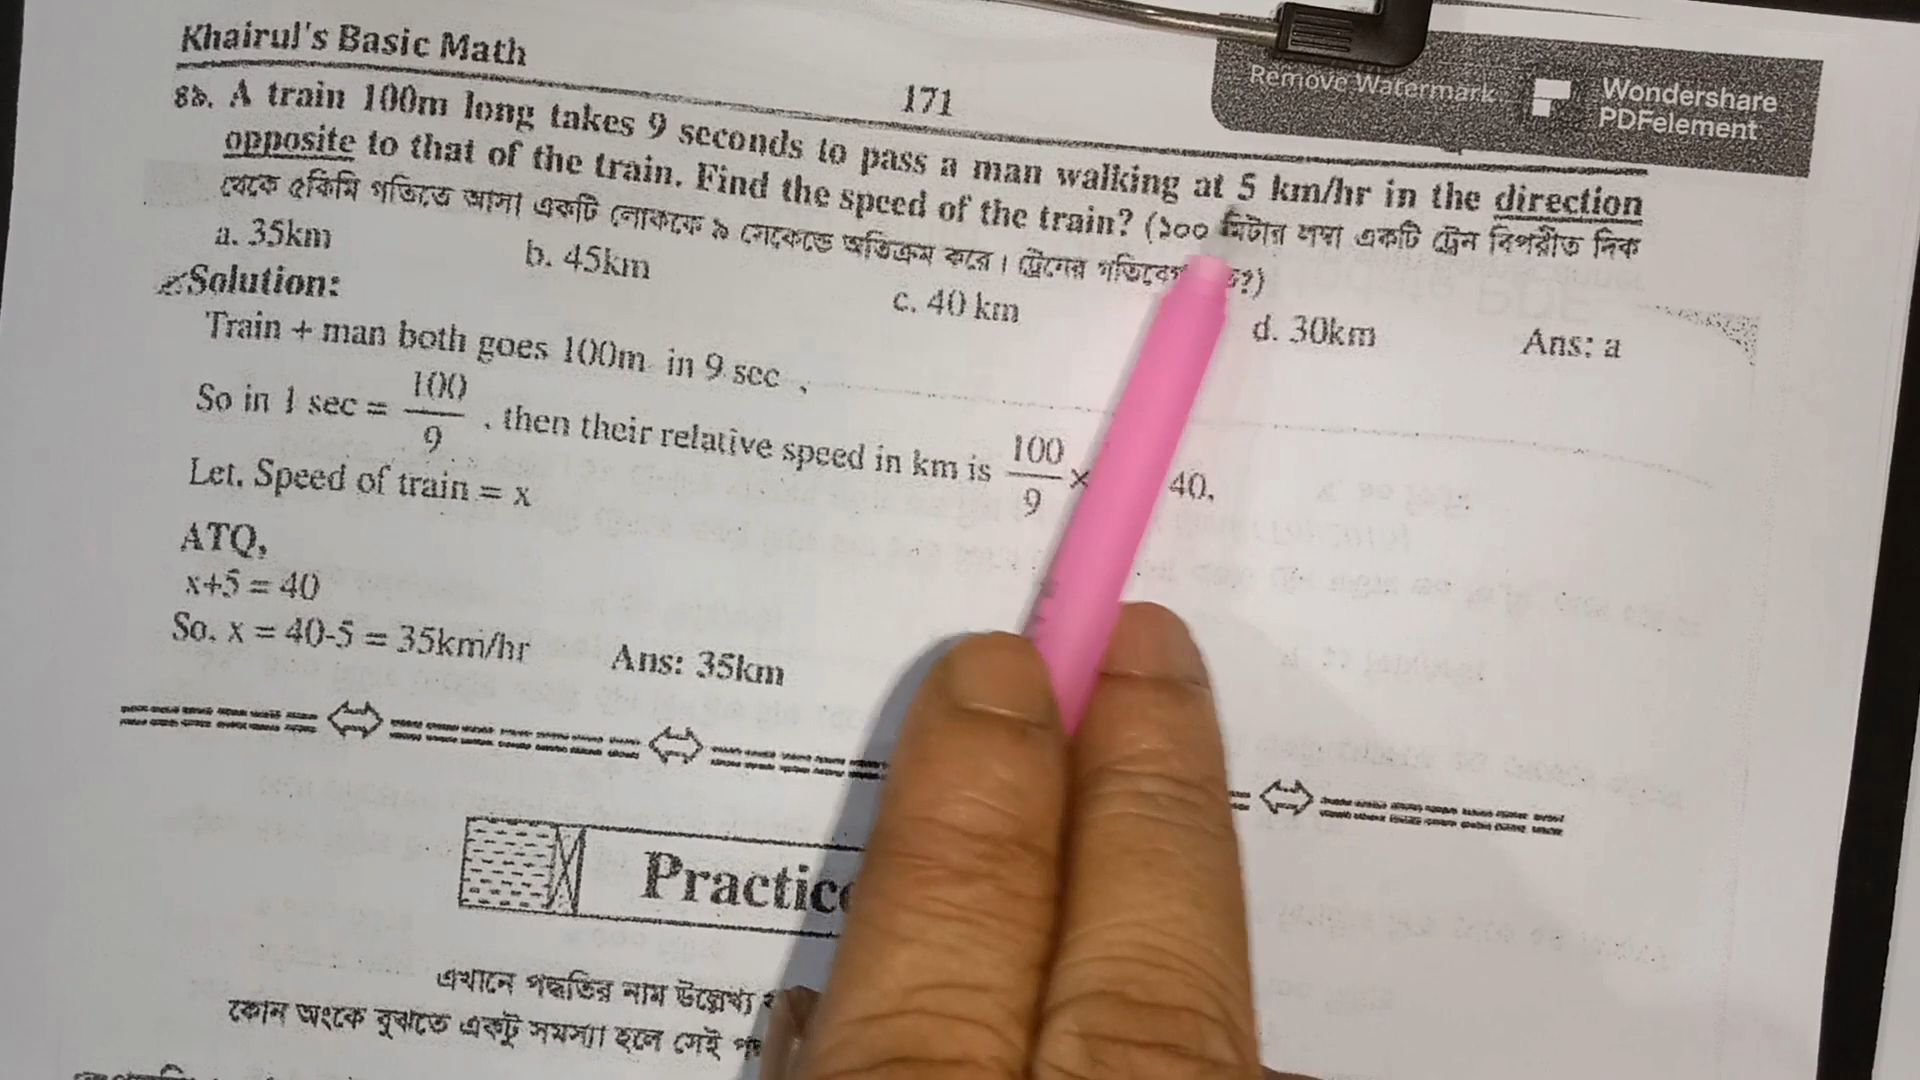 Khairul's Basic Math
171
Remove Watermark
Wondershare
PDFelement
৪৯. A train 100m long takes 9 seconds to pass a man walking at 5 km/hr in the direction
opposite to that of the train. Find the speed of the train? (১০০ মিটার লম্বা একটি ট্রেন বিপরীত দিক
থেকে ৫কিমি গতিতে আসা একটি লোককে ৯ সেকেন্ডে অতিক্রম করে। ট্রেনের
a. 35km
b. 45km
c. 40 km
d. 30km
Ans: a
Solution:
Train + man both goes 100m in 9 sec ,
So in 1 sec = 100/9 , then their relative speed in km is 100/9 × 40,
Let, Speed of train = x
ATQ,
x+5 = 40
So, x = 40-5 = 35km/hr
Ans: 35km
Practice
এখানে পদ্ধতির নাম উল্লেখ্য
কোন অংকে বুঝতে একটু সমস্যা হলে সেই